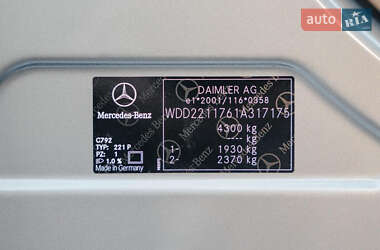 auto RIA
DAIMLER AG
e1*2001/116*0358
WDD2211761A317175
4300 kg
---- kg
1- 1930 kg
2- 2370 kg
Mercedes-Benz
C792
TYP: 221 P
PZ: 1
1,0 %
Made in Germany